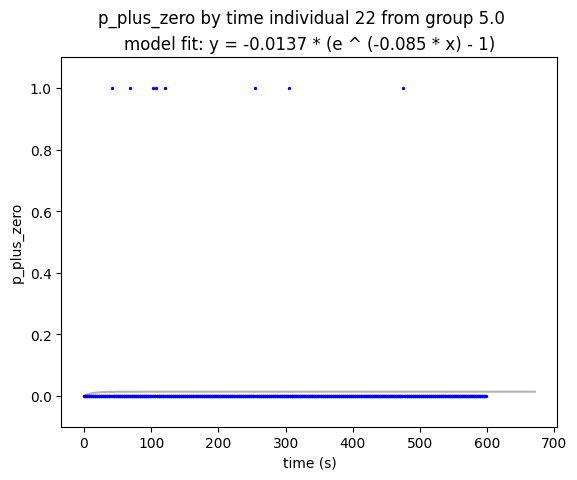 p_plus_zero by time individual 22 from group 5.0
model fit: y = -0.0137 * (e ^ (-0.085 * x) - 1)
1.0
0.8
0.6
0.4
0.2
0.0
p_plus_zero
0 100 200 300 400 500 600 700
time (s)